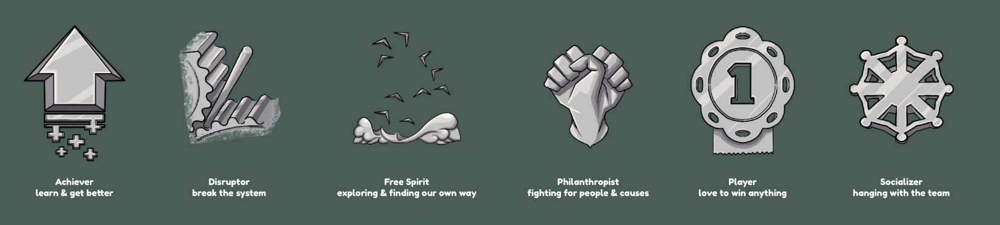 1
Achiever
learn & get better
Disruptor
break the system
Free Spirit
exploring & finding our own way
Philanthropist
fighting for people & causes
Player
love to win anything
Socializer
hanging with the team